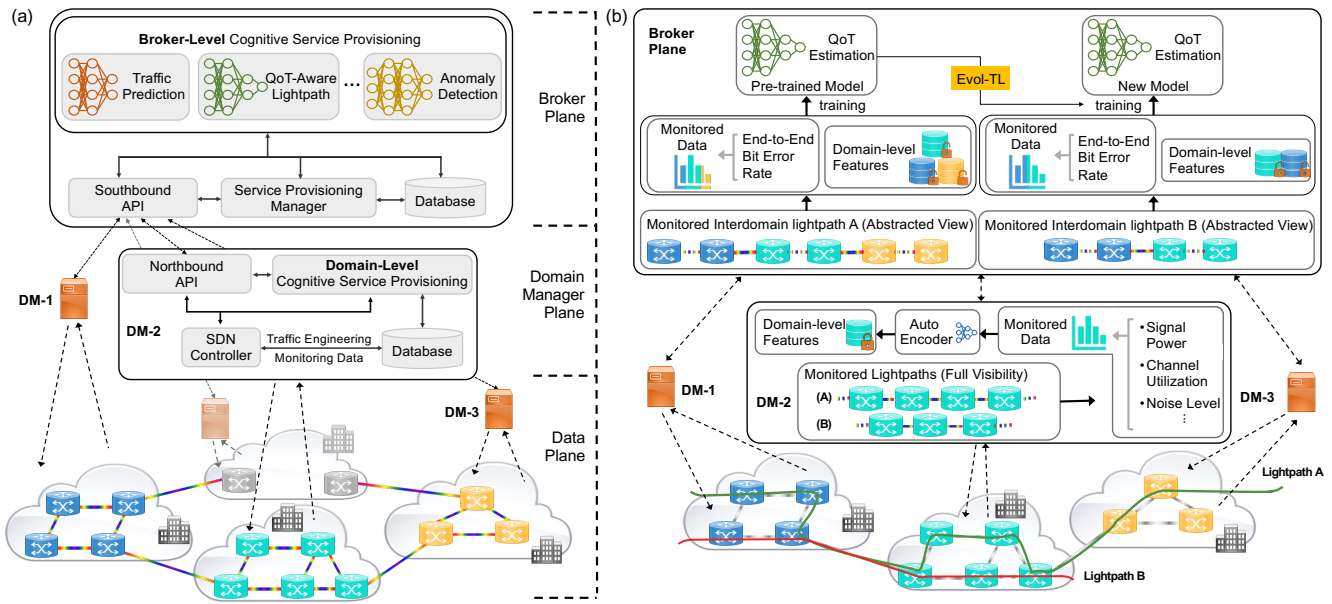 (a)
Broker-Level Cognitive Service Provisioning
Traffic
Prediction
QoT-Aware
Lightpath
...
Anomaly
Detection
Southbound
API
Service Provisioning
Manager
Database
Broker
Plane
Northbound
API
Domain-Level
Cognitive Service Provisioning
DM-1
DM-2
SDN
Controller
Traffic Engineering
Monitoring Data
Database
Domain
Manager
Plane
DM-3
Data
Plane
(b)
Broker
Plane
QoT
Estimation
Pre-trained Model
training
Evol-TL
QoT
Estimation
New Model
training
Monitored
Data
End-to-End
Bit Error
Rate
Domain-level
Features
Monitored
Data
End-to-End
Bit Error
Rate
Domain-level
Features
Monitored Interdomain lightpath A (Abstracted View)
Monitored Interdomain lightpath B (Abstracted View)
DM-1
Domain-level
Features
Auto
Encoder
Monitored
Data
•Signal
Power
•Channel
Utilization
•Noise Level
⋮
DM-2
Monitored Lightpaths (Full Visibility)
(A)
(B)
DM-3
Lightpath A
Lightpath B